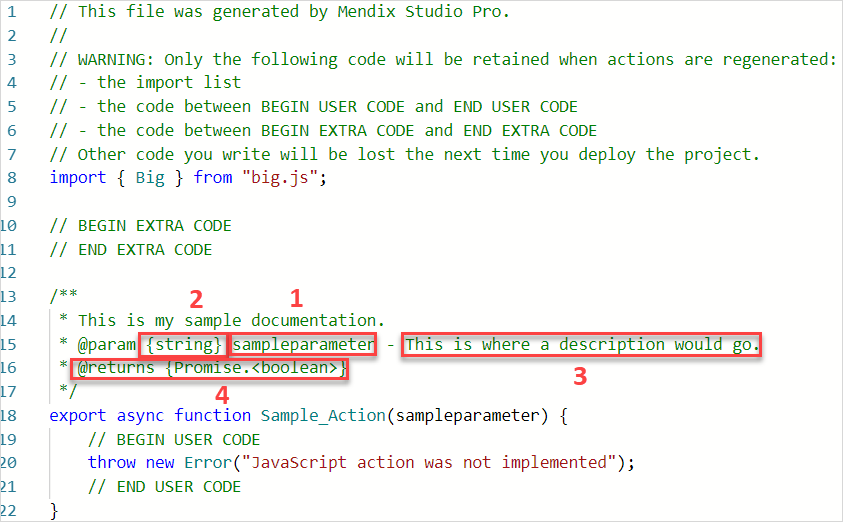 1 // This file was generated by Mendix Studio Pro.
2 //
3 // WARNING: Only the following code will be retained when actions are regenerated:
4 // - the import list
5 // - the code between BEGIN USER CODE and END USER CODE
6 // - the code between BEGIN EXTRA CODE and END EXTRA CODE
7 // Other code you write will be lost the next time you deploy the project.
8 import { Big } from "big.js";
9
10 // BEGIN EXTRA CODE
11 // END EXTRA CODE
12
13 /**
2 1
14 * This is my sample documentation.
15 * @param {string} sampleparameter - This is where a description would go.
16 * @returns {Promise.<boolean>}
3
17 */
4
18 export async function Sample_Action(sampleparameter) {
19 // BEGIN USER CODE
20 throw new Error("JavaScript action was not implemented");
21 // END USER CODE
22 }